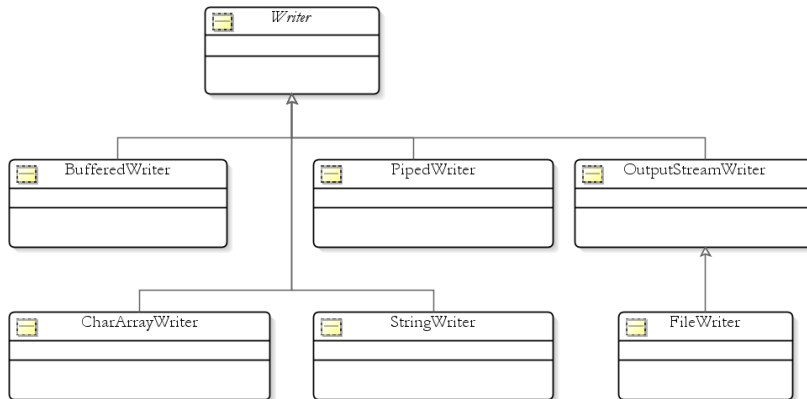 Writer
BufferedWriter
PipedWriter
OutputStreamWriter
CharArrayWriter
StringWriter
FileWriter